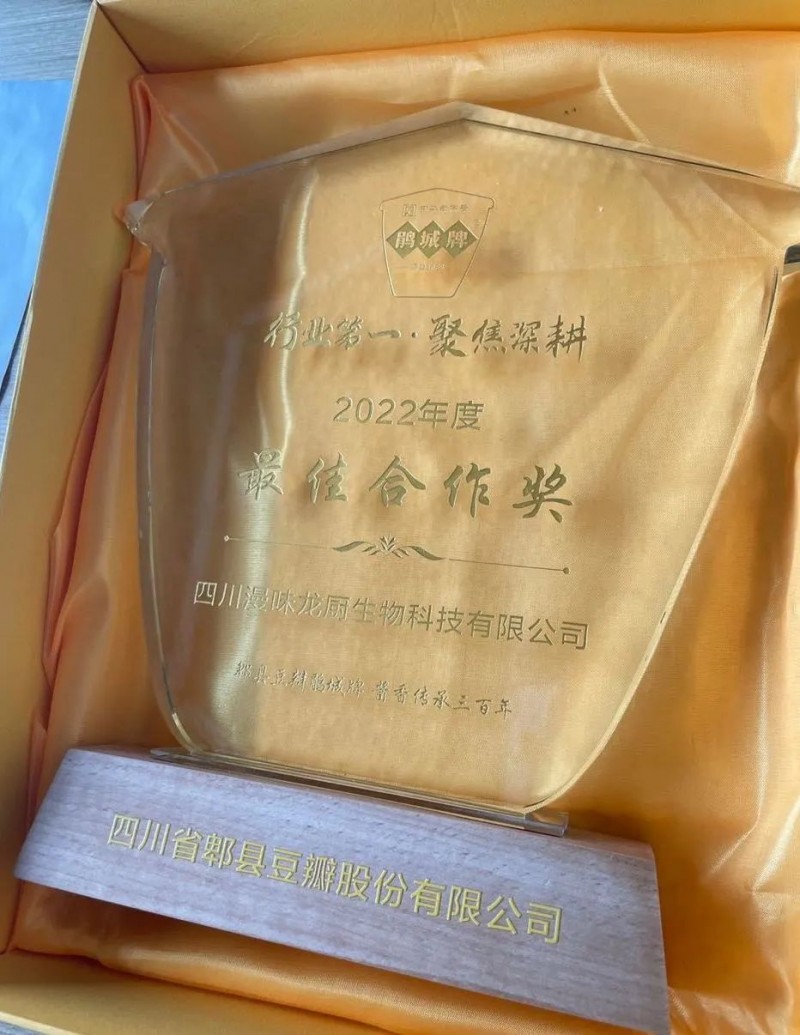 鹃城牌
行业第一·聚焦深耕
2022年度
最佳合作奖
四川漫味龙厨生物科技有限公司
郫县豆瓣鹃城牌·酱香传承三百年
四川省郫县豆瓣股份有限公司